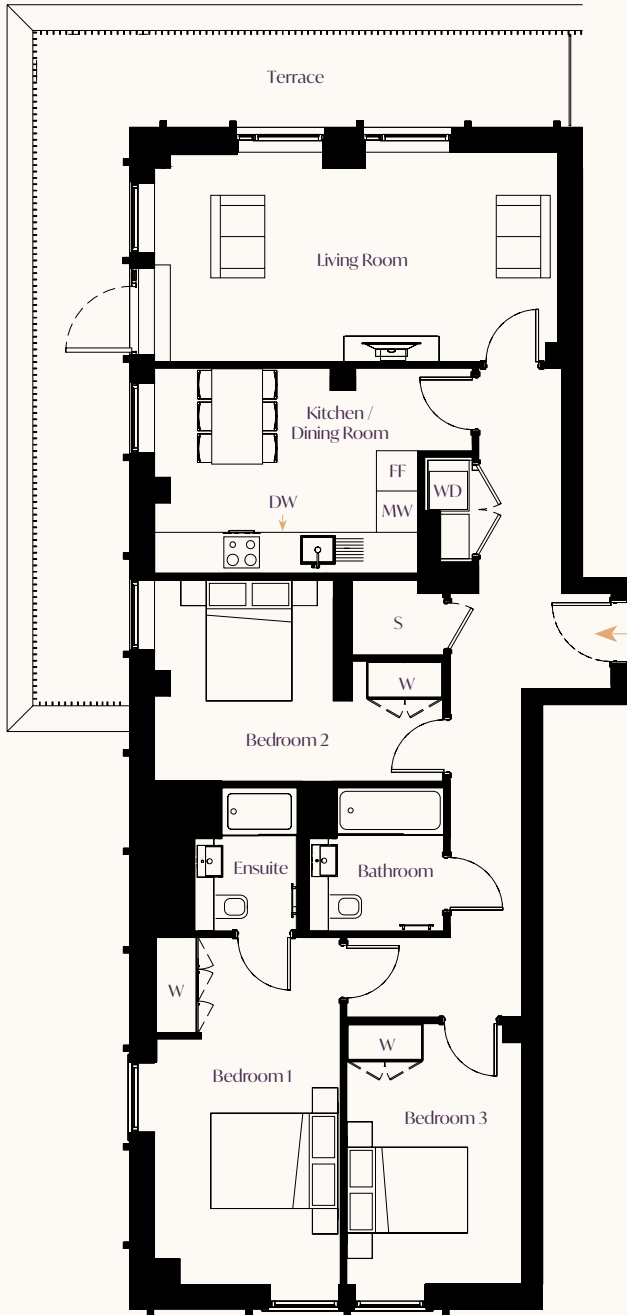 Terrace
Living Room
Kitchen /
Dining Room
FF
WD
DW
MW
S
W
Bedroom 2
Ensuite
Bathroom
W
W
Bedroom 1
Bedroom 3